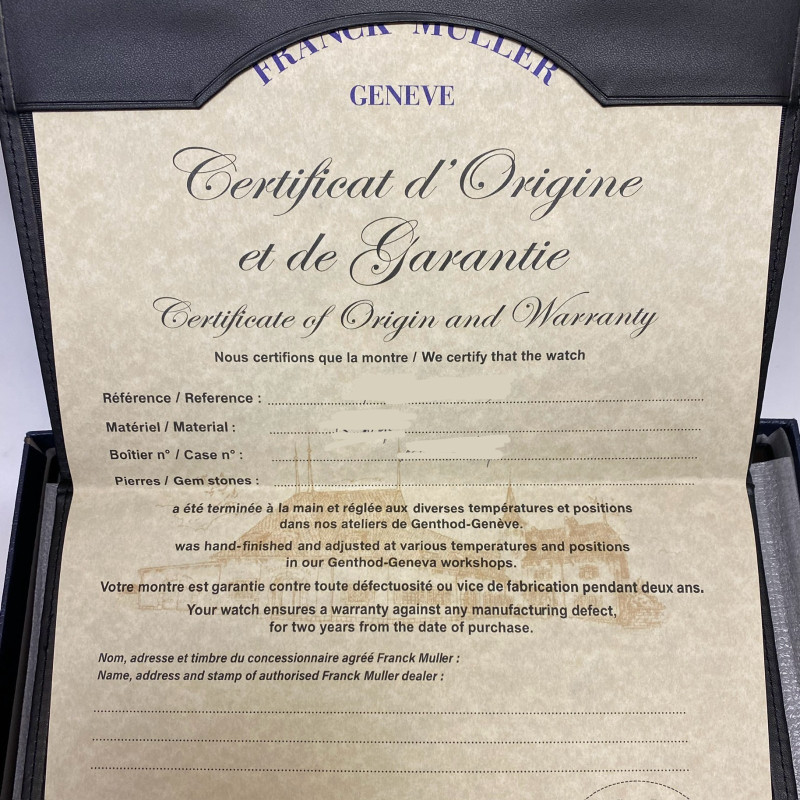 FRANCK MULLER
GENEVE
Certificat d'Origine
et de Garantie
Certificate of Origin and Warranty
Nous certifions que la montre / We certify that the watch
Référence / Reference :
Matériel / Material :
Boîtier n° / Case n° :
Pierres / Gem stones :
a été terminée à la main et réglée aux diverses températures et positions
dans nos ateliers de Genthod-Genève.
was hand-finished and adjusted at various temperatures and positions
in our Genthod-Geneva workshops.
Votre montre est garantie contre toute défectuosité ou vice de fabrication pendant deux ans.
Your watch ensures a warranty against any manufacturing defect,
for two years from the date of purchase.
Nom, adresse et timbre du concessionnaire agréé Franck Muller :
Name, address and stamp of authorised Franck Muller dealer :